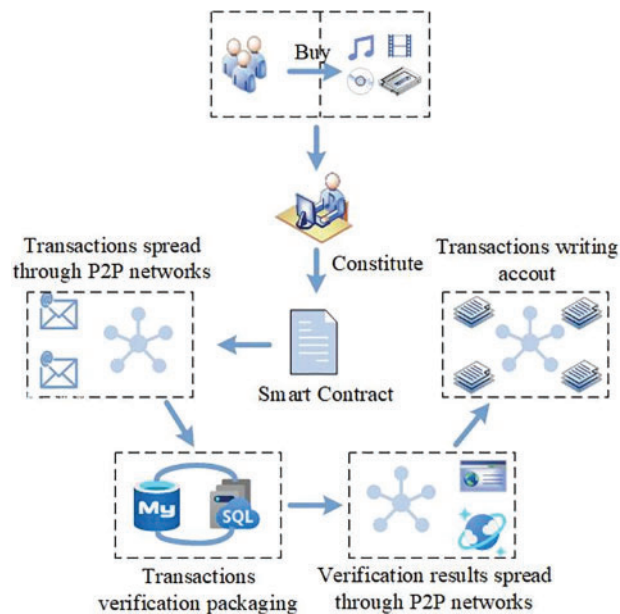 Buy
Constitute
Transactions spread
through P2P networks
Transactions writing
accout
Smart Contract
My
SQL
Transactions
verification packaging
Verification results spread
through P2P networks